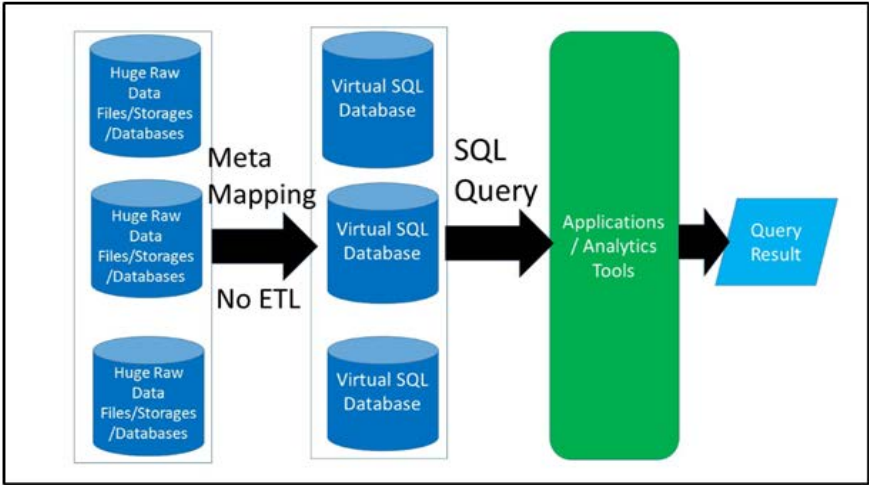 Huge Raw
Data
Files/Storages
/Databases
Huge Raw
Data
Files/Storages
/Databases
Huge Raw
Data
Files/Storages
/Databases
Meta
Mapping
No ETL
Virtual SQL
Database
Virtual SQL
Database
Virtual SQL
Database
SQL
Query
Applications
/ Analytics
Tools
Query
Result